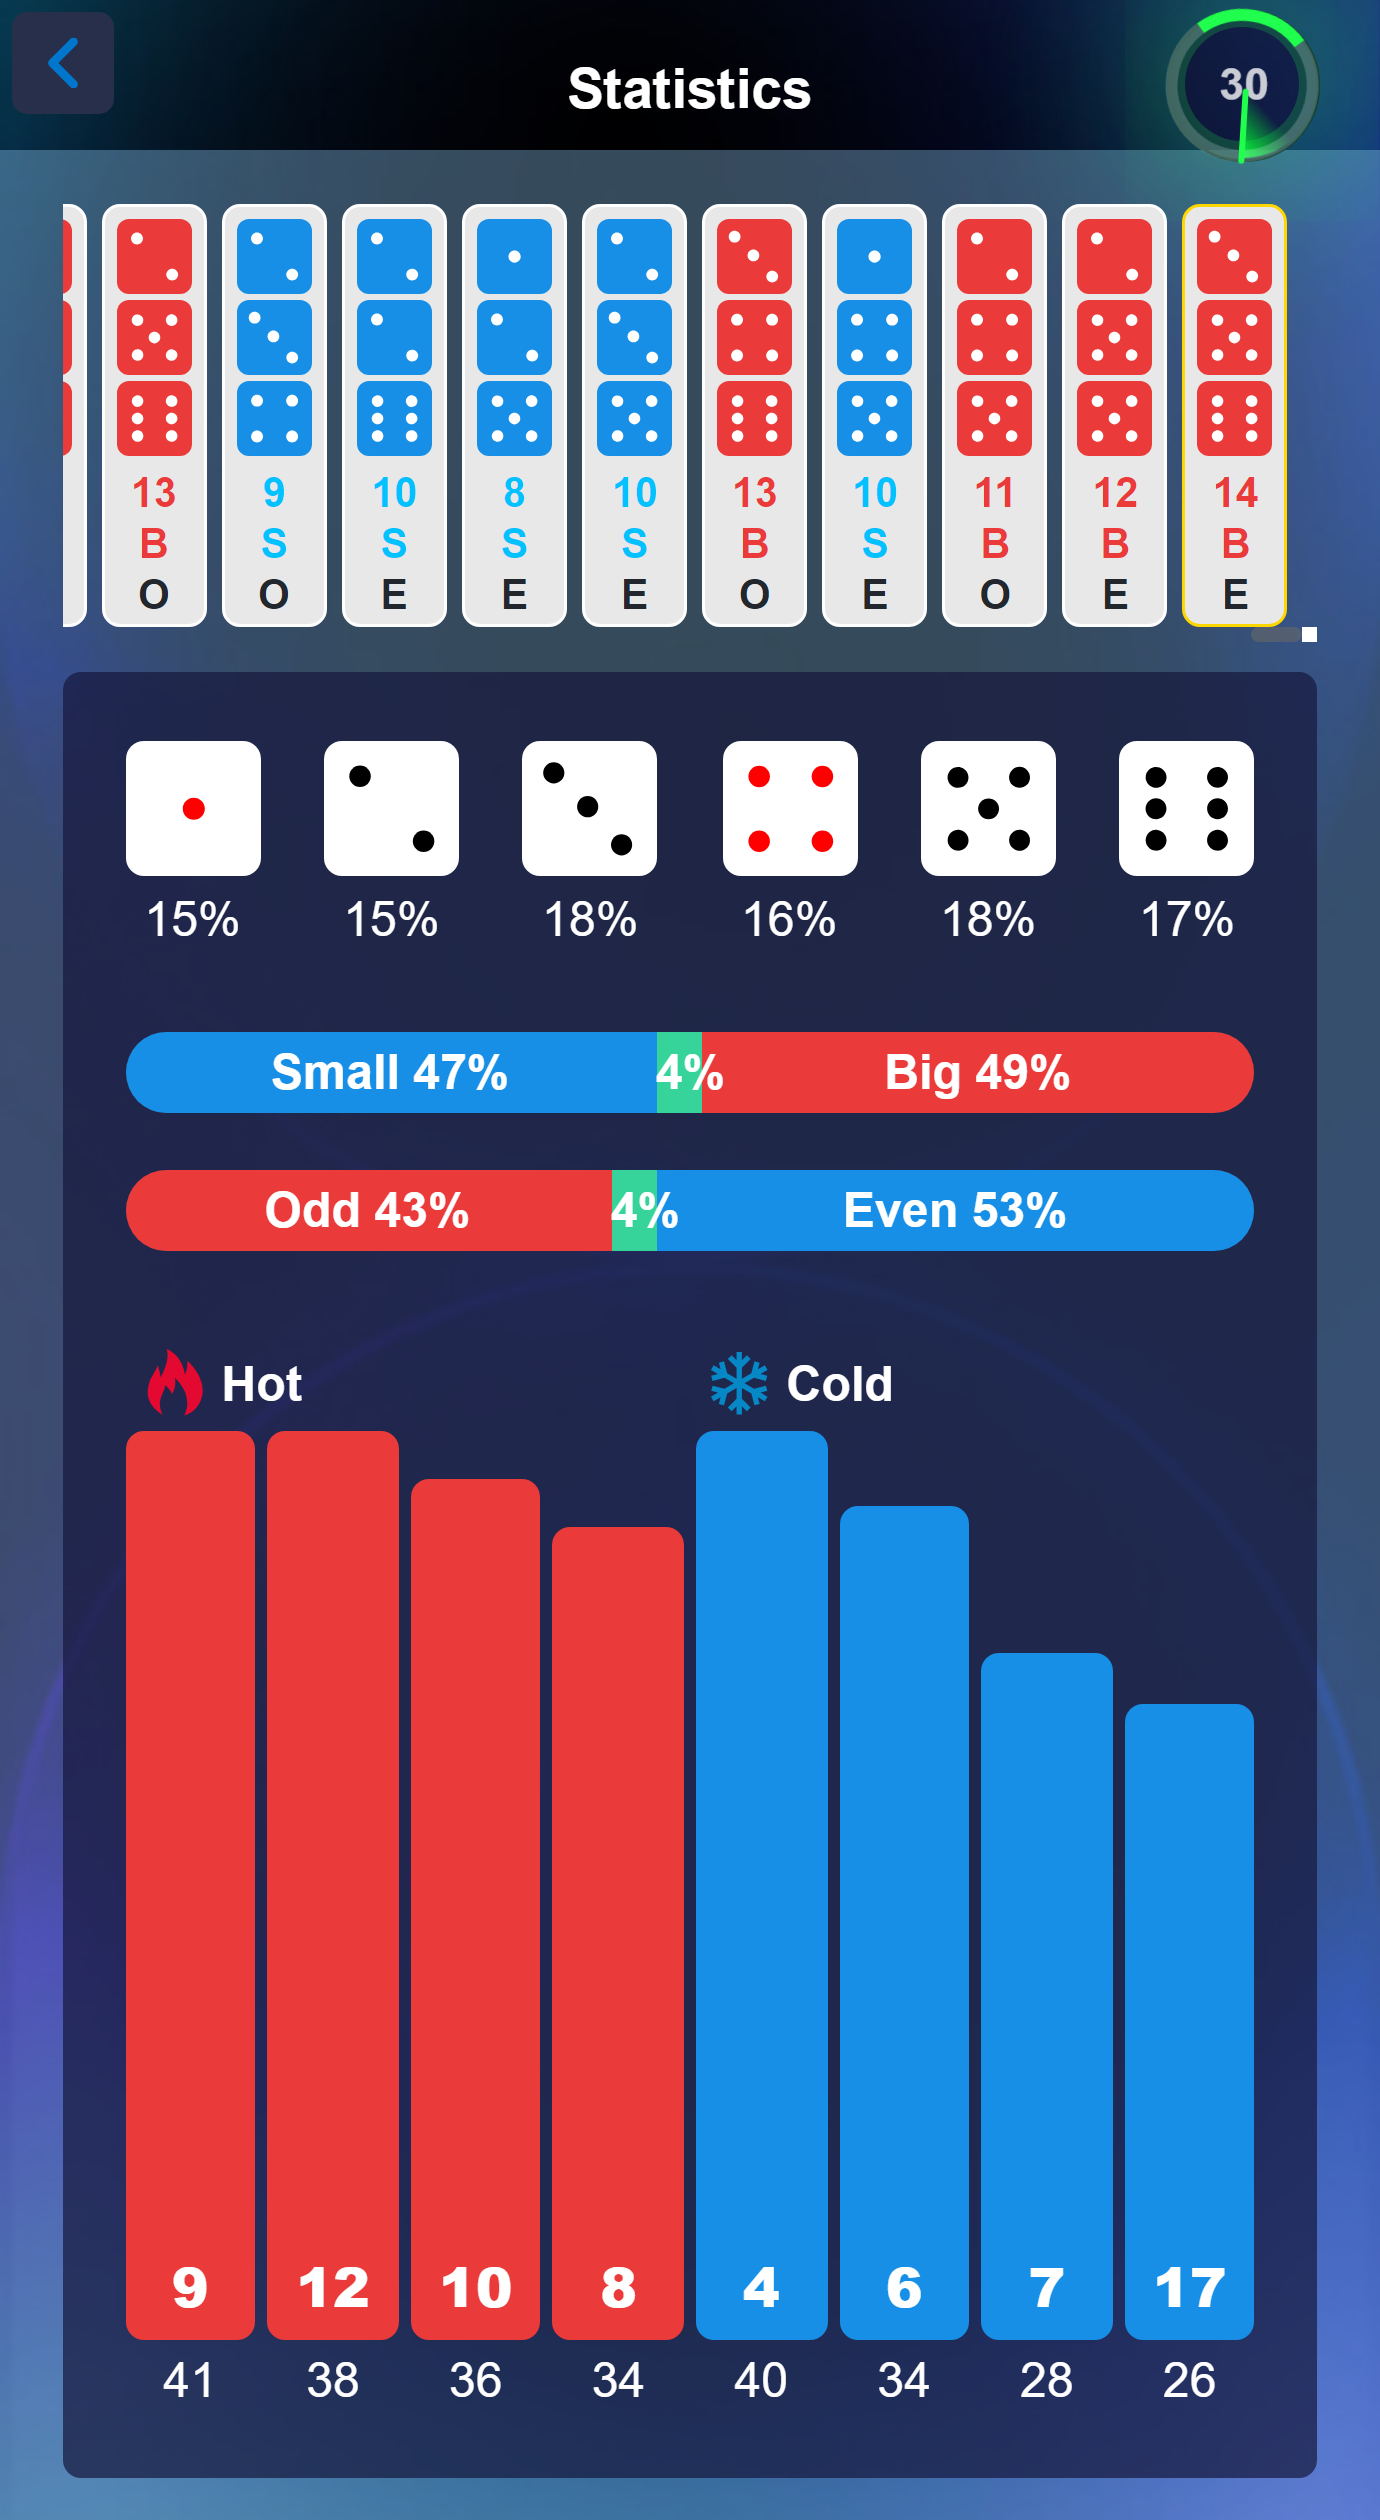 Statistics
30
13 9 10 8 10 13 10 11 12 14
B S S S S B S B B B
O O E E E O E O E E
15% 15% 18% 16% 18% 17%
Small 47% 4% Big 49%
Odd 43% 4% Even 53%
Hot Cold
9 12 10 8 4 6 7 17
41 38 36 34 40 34 28 26